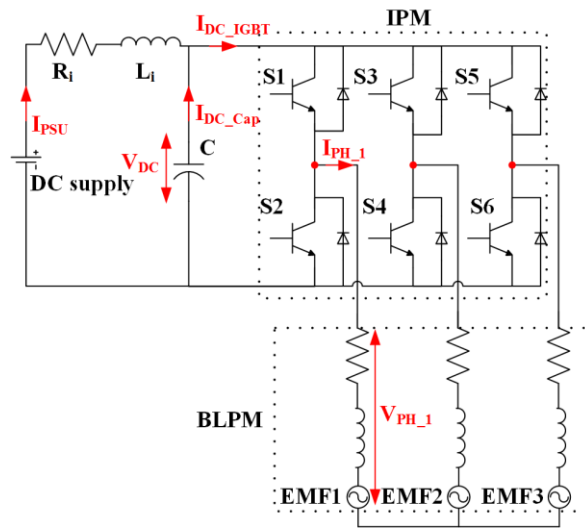 IPM
I_DC_IGBT
S1
S3
S5
R_i
L_i
I_DC_Cap
I_PSU
C
I_PH_1
V_DC
+
-
DC supply
S2
S4
S6
V_PH_1
BLPM
EMF1
EMF2
EMF3